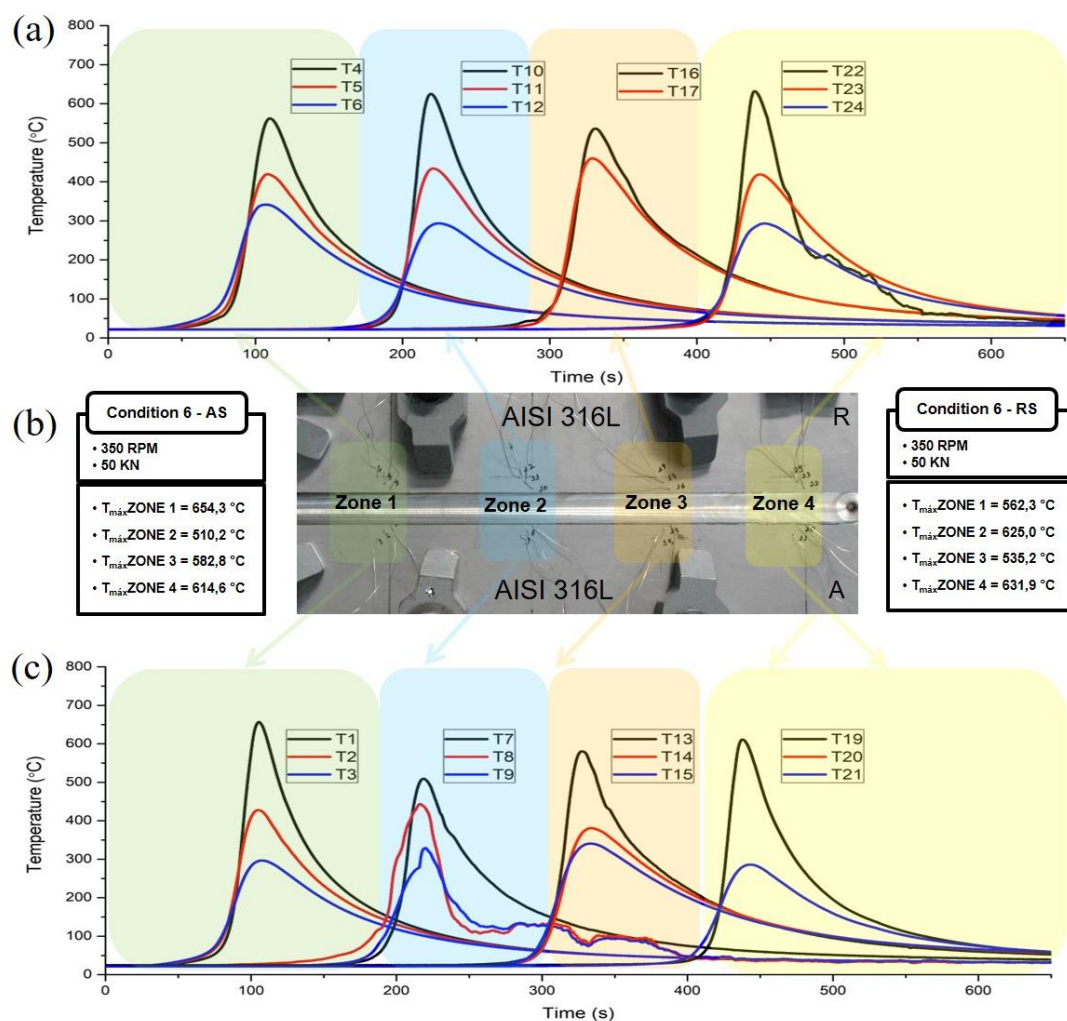 (a)
Temperature (°C)
800
700
600
500
400
300
200
100
0
T4
T5
T6
T10
T11
T12
T16
T17
T22
T23
T24
0 100 200 300 400 500 600
Time (s)
(b)
Condition 6 - AS
• 350 RPM
• 50 KN
• TmáxZONE 1 = 654,3 °C
• TmáxZONE 2 = 510,2 °C
• TmáxZONE 3 = 582,8 °C
• TmáxZONE 4 = 614,6 °C
AISI 316L
R
Zone 1
Zone 2
Zone 3
Zone 4
AISI 316L
A
Condition 6 - RS
• 350 RPM
• 50 KN
• TmáxZONE 1 = 562,3 °C
• TmáxZONE 2 = 625,0 °C
• TmáxZONE 3 = 535,2 °C
• TmáxZONE 4 = 631,9 °C
(c)
Temperature (°C)
800
700
600
500
400
300
200
100
0
T1
T2
T3
T7
T8
T9
T13
T14
T15
T19
T20
T21
0 100 200 300 400 500 600
Time (s)